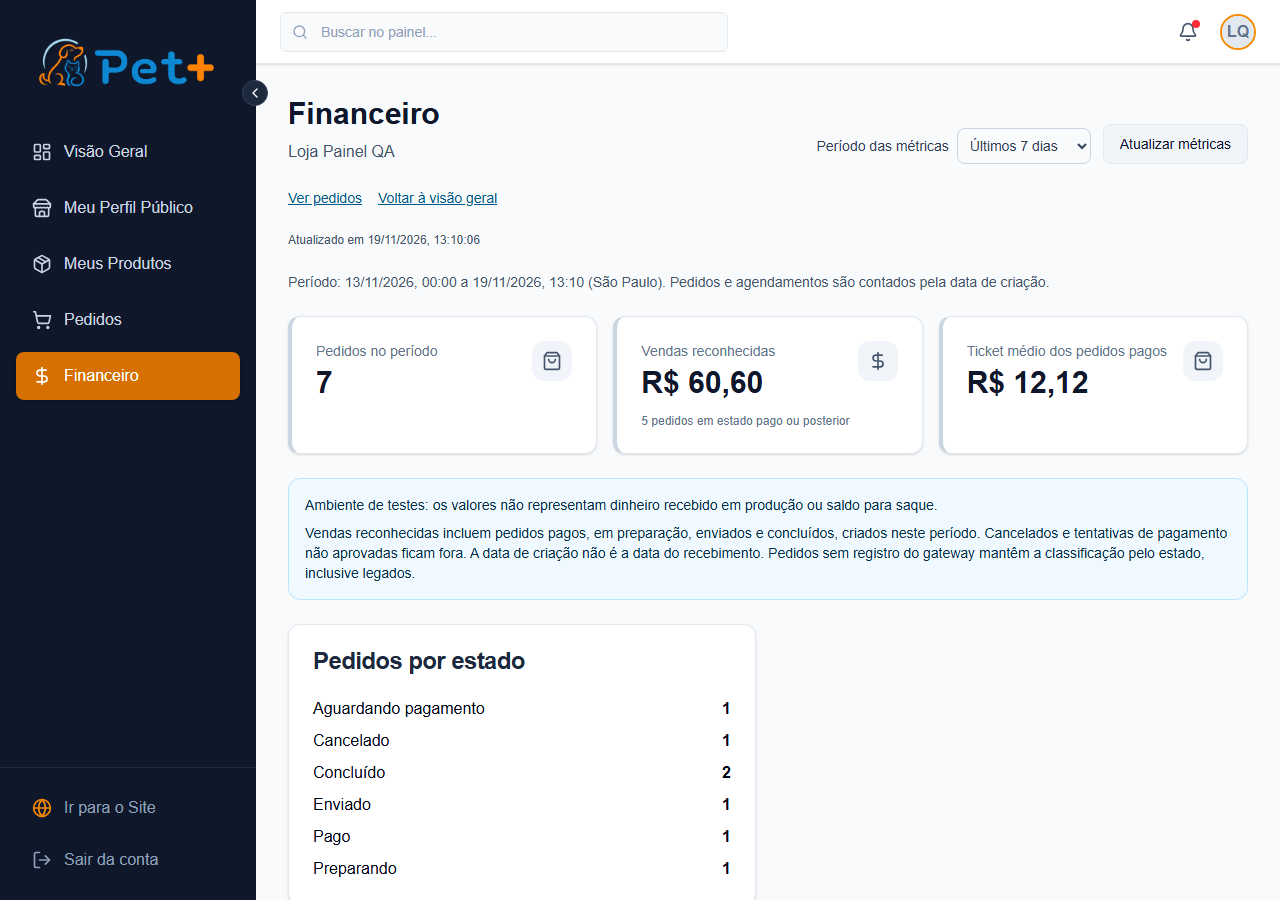 Buscar no painel...
LQ
Pet+
Visão Geral
Meu Perfil Público
Meus Produtos
Pedidos
Financeiro
Ir para o Site
Sair da conta
Financeiro
Loja Painel QA
Período das métricas
Últimos 7 dias
Atualizar métricas
Ver pedidos Voltar à visão geral
Atualizado em 19/11/2026, 13:10:06
Período: 13/11/2026, 00:00 a 19/11/2026, 13:10 (São Paulo). Pedidos e agendamentos são contados pela data de criação.
Pedidos no período
7
Vendas reconhecidas
R$ 60,60
5 pedidos em estado pago ou posterior
Ticket médio dos pedidos pagos
R$ 12,12
Ambiente de testes: os valores não representam dinheiro recebido em produção ou saldo para saque.
Vendas reconhecidas incluem pedidos pagos, em preparação, enviados e concluídos, criados neste período. Cancelados e tentativas de pagamento
não aprovadas ficam fora. A data de criação não é a data do recebimento. Pedidos sem registro do gateway mantêm a classificação pelo estado,
inclusive legados.
Pedidos por estado
Aguardando pagamento 1
Cancelado 1
Concluído 2
Enviado 1
Pago 1
Preparando 1